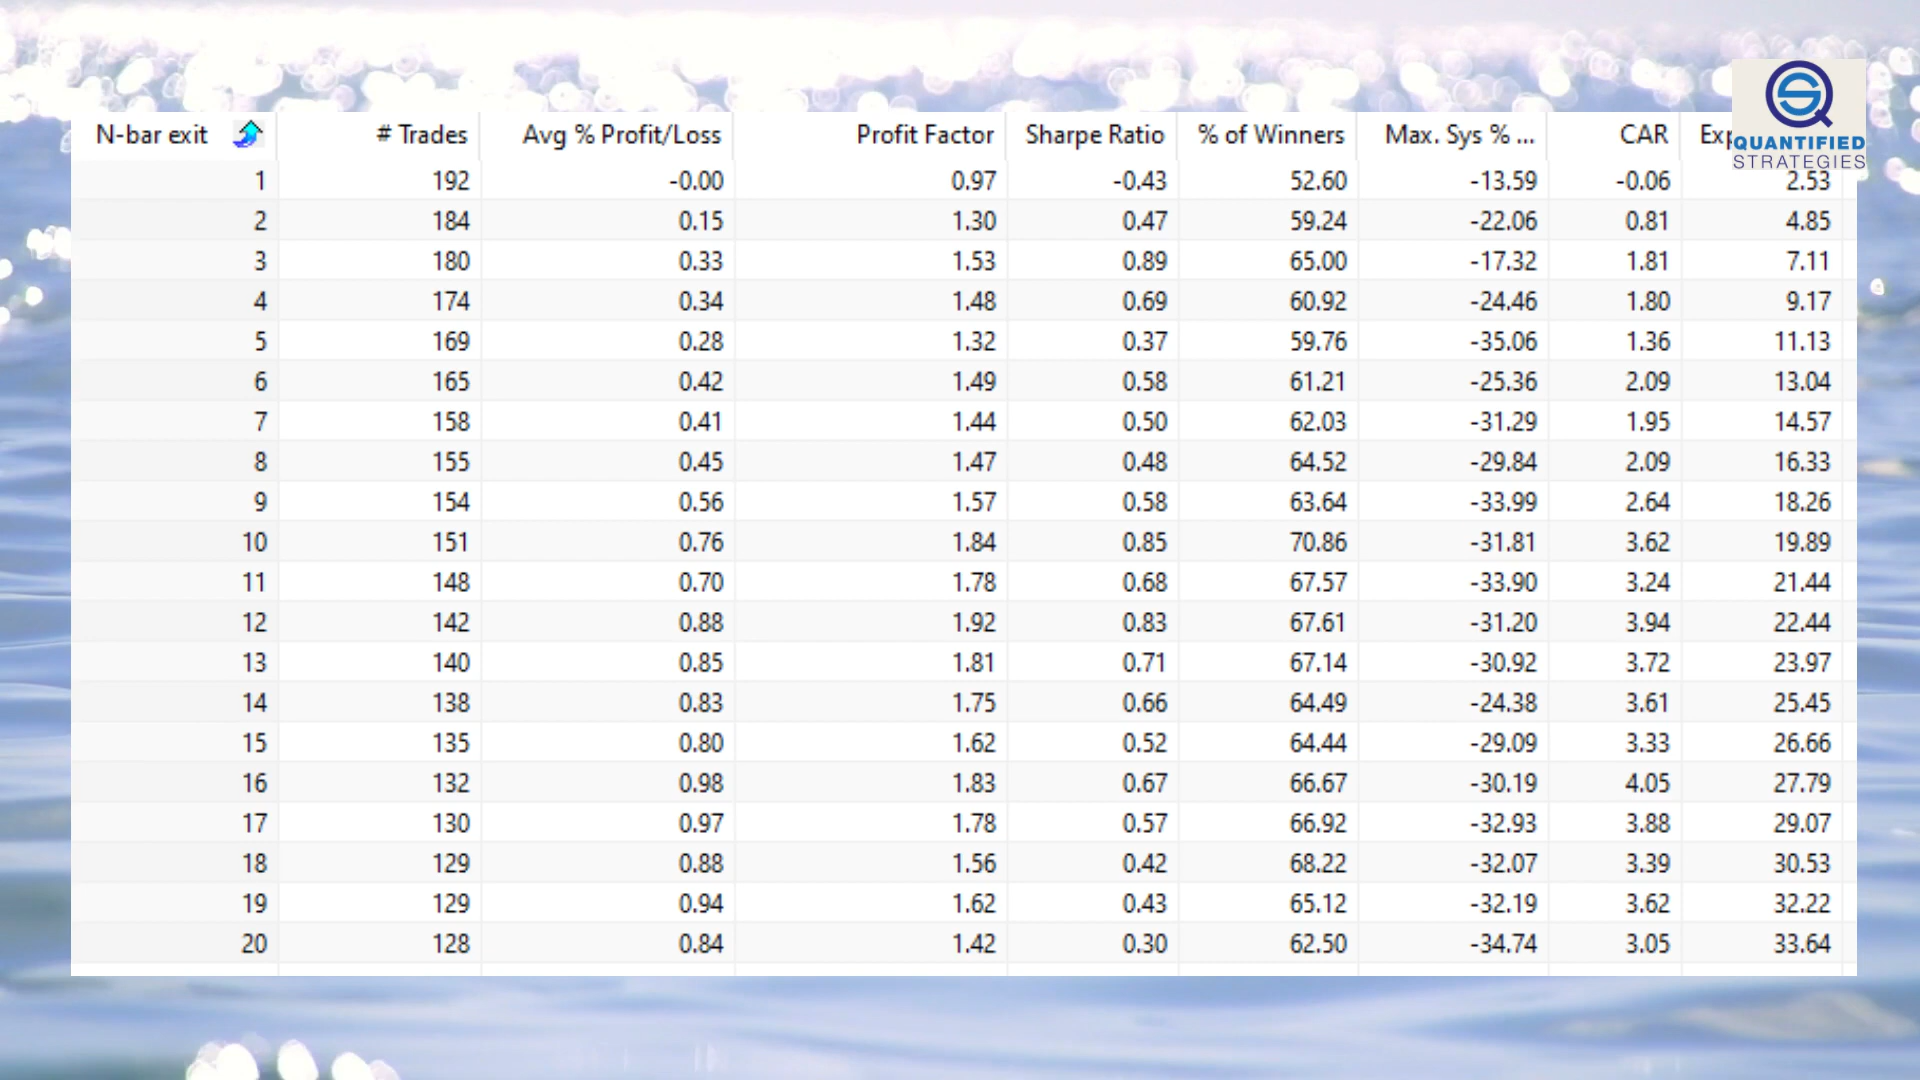 N-bar exit # Trades Avg % Profit/Loss Profit Factor Sharpe Ratio % of Winners Max. Sys % ... CAR Exp
QUANTIFIED
STRATEGIES
1 192 -0.00 0.97 -0.43 52.60 -13.59 -0.06 2.53
2 184 0.15 1.30 0.47 59.24 -22.06 0.81 4.85
3 180 0.33 1.53 0.89 65.00 -17.32 1.81 7.11
4 174 0.34 1.48 0.69 60.92 -24.46 1.80 9.17
5 169 0.28 1.32 0.37 59.76 -35.06 1.36 11.13
6 165 0.42 1.49 0.58 61.21 -25.36 2.09 13.04
7 158 0.41 1.44 0.50 62.03 -31.29 1.95 14.57
8 155 0.45 1.47 0.48 64.52 -29.84 2.09 16.33
9 154 0.56 1.57 0.58 63.64 -33.99 2.64 18.26
10 151 0.76 1.84 0.85 70.86 -31.81 3.62 19.89
11 148 0.70 1.78 0.68 67.57 -33.90 3.24 21.44
12 142 0.88 1.92 0.83 67.61 -31.20 3.94 22.44
13 140 0.85 1.81 0.71 67.14 -30.92 3.72 23.97
14 138 0.83 1.75 0.66 64.49 -24.38 3.61 25.45
15 135 0.80 1.62 0.52 64.44 -29.09 3.33 26.66
16 132 0.98 1.83 0.67 66.67 -30.19 4.05 27.79
17 130 0.97 1.78 0.57 66.92 -32.93 3.88 29.07
18 129 0.88 1.56 0.42 68.22 -32.07 3.39 30.53
19 129 0.94 1.62 0.43 65.12 -32.19 3.62 32.22
20 128 0.84 1.42 0.30 62.50 -34.74 3.05 33.64